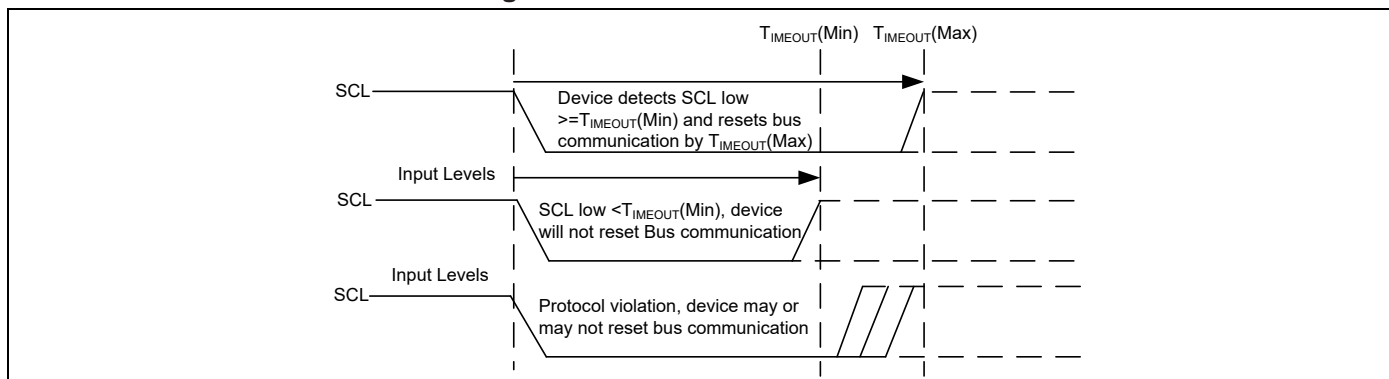 TIMEOUT(Min) TIMEOUT(Max)
SCL
Device detects SCL low
>=TIMEOUT(Min) and resets bus
communication by TIMEOUT(Max)
Input Levels
SCL
SCL low <TIMEOUT(Min), device
will not reset Bus communication
Input Levels
SCL
Protocol violation, device may or
may not reset bus communication